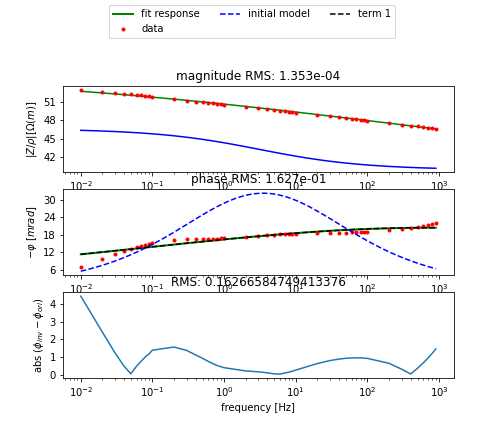 fit response
data
initial model
term 1
magnitude RMS: 1.353e-04
|Z/ρ|[Ω(m)]
51
48
45
42
10⁻² 10⁻¹ 10⁰ 10¹ 10² 10³
phase RMS: 1.627e-01
−φ [mrad]
30
24
18
12
6
10⁻² 10⁻¹ 10⁰ 10¹ 10² 10³
RMS: 0.16266584749413376
abs (ϕ_inv − ϕ_ori)
4
3
2
1
0
10⁻² 10⁻¹ 10⁰ 10¹ 10² 10³
frequency [Hz]